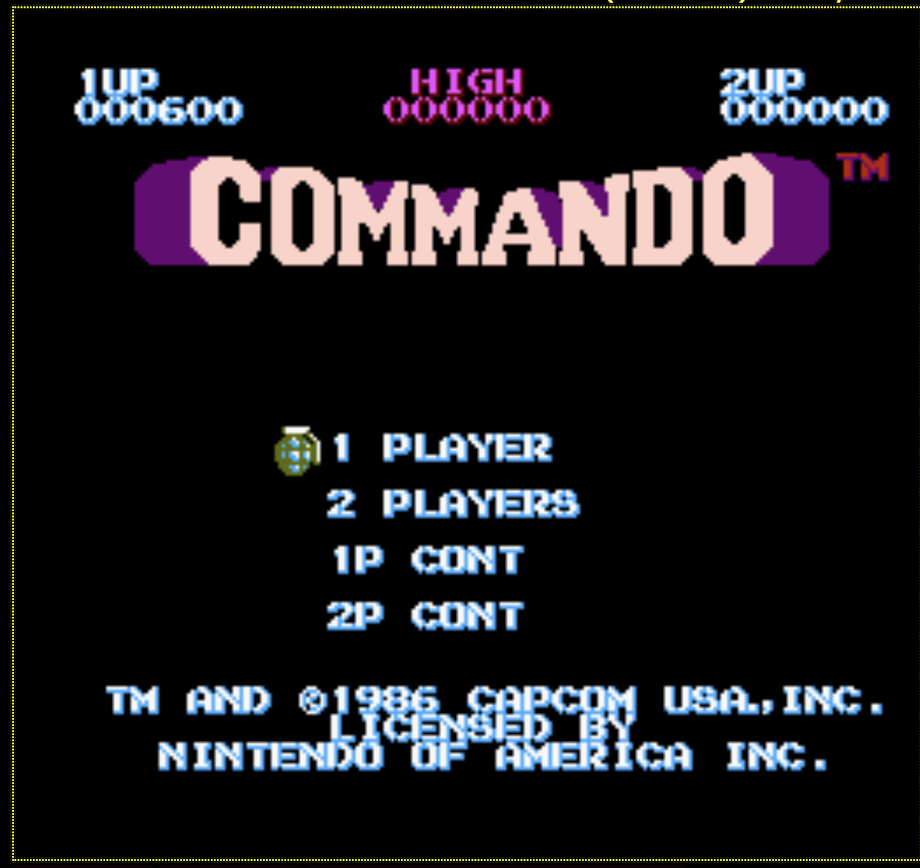 1UP HIGH 2UP
000600 000000 000000
COMMANDO TM
1 PLAYER
2 PLAYERS
1P CONT
2P CONT
TM AND ©1986 CAPCOM USA.,INC.
LICENSED BY
NINTENDO OF AMERICA INC.